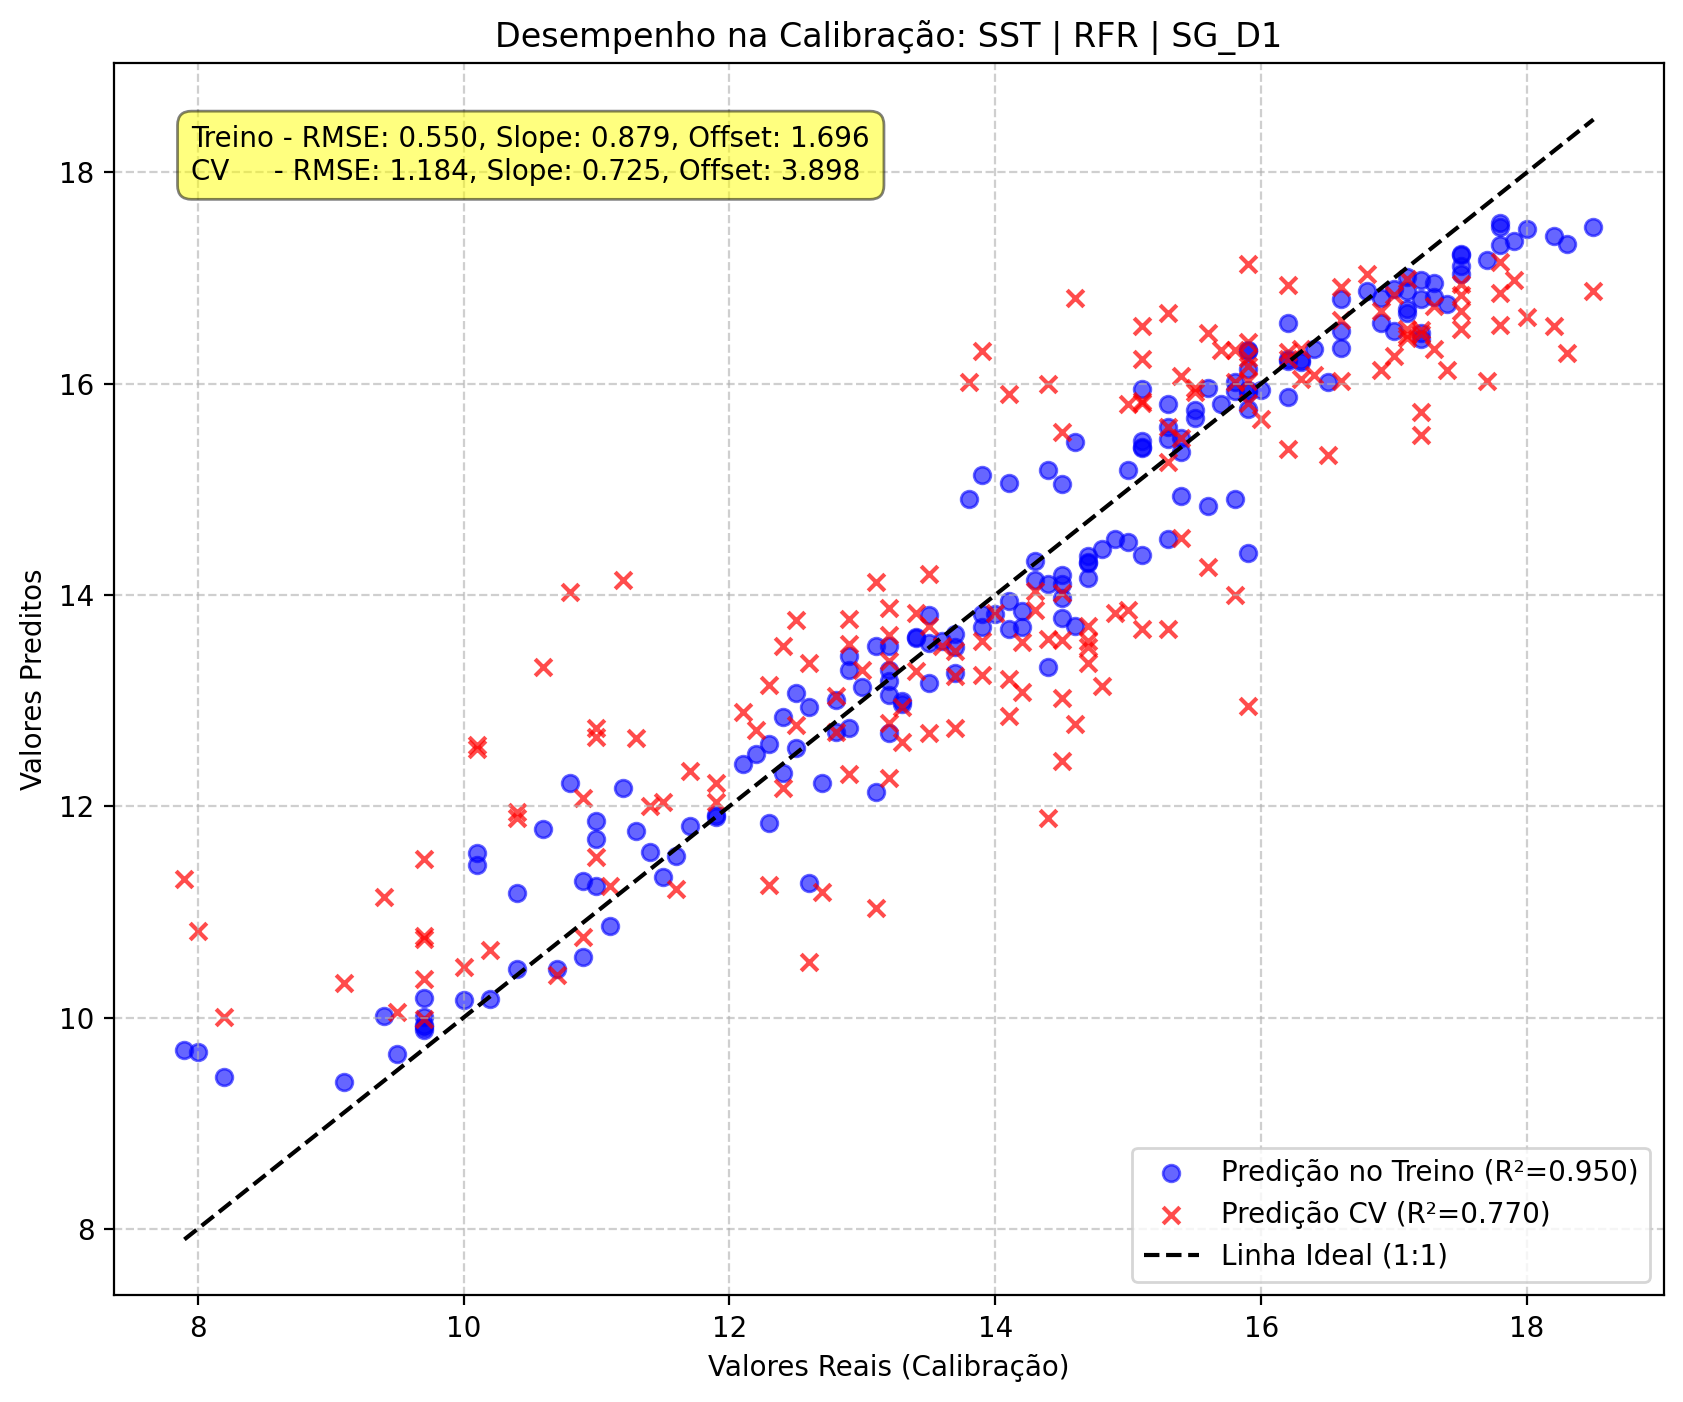 Desempenho na Calibração: SST | RFR | SG_D1
Treino - RMSE: 0.550, Slope: 0.879, Offset: 1.696
CV - RMSE: 1.184, Slope: 0.725, Offset: 3.898
Valores Preditos
18
16
14
12
10
8
8 10 12 14 16 18
Valores Reais (Calibração)
Predição no Treino (R²=0.950)
Predição CV (R²=0.770)
Linha Ideal (1:1)